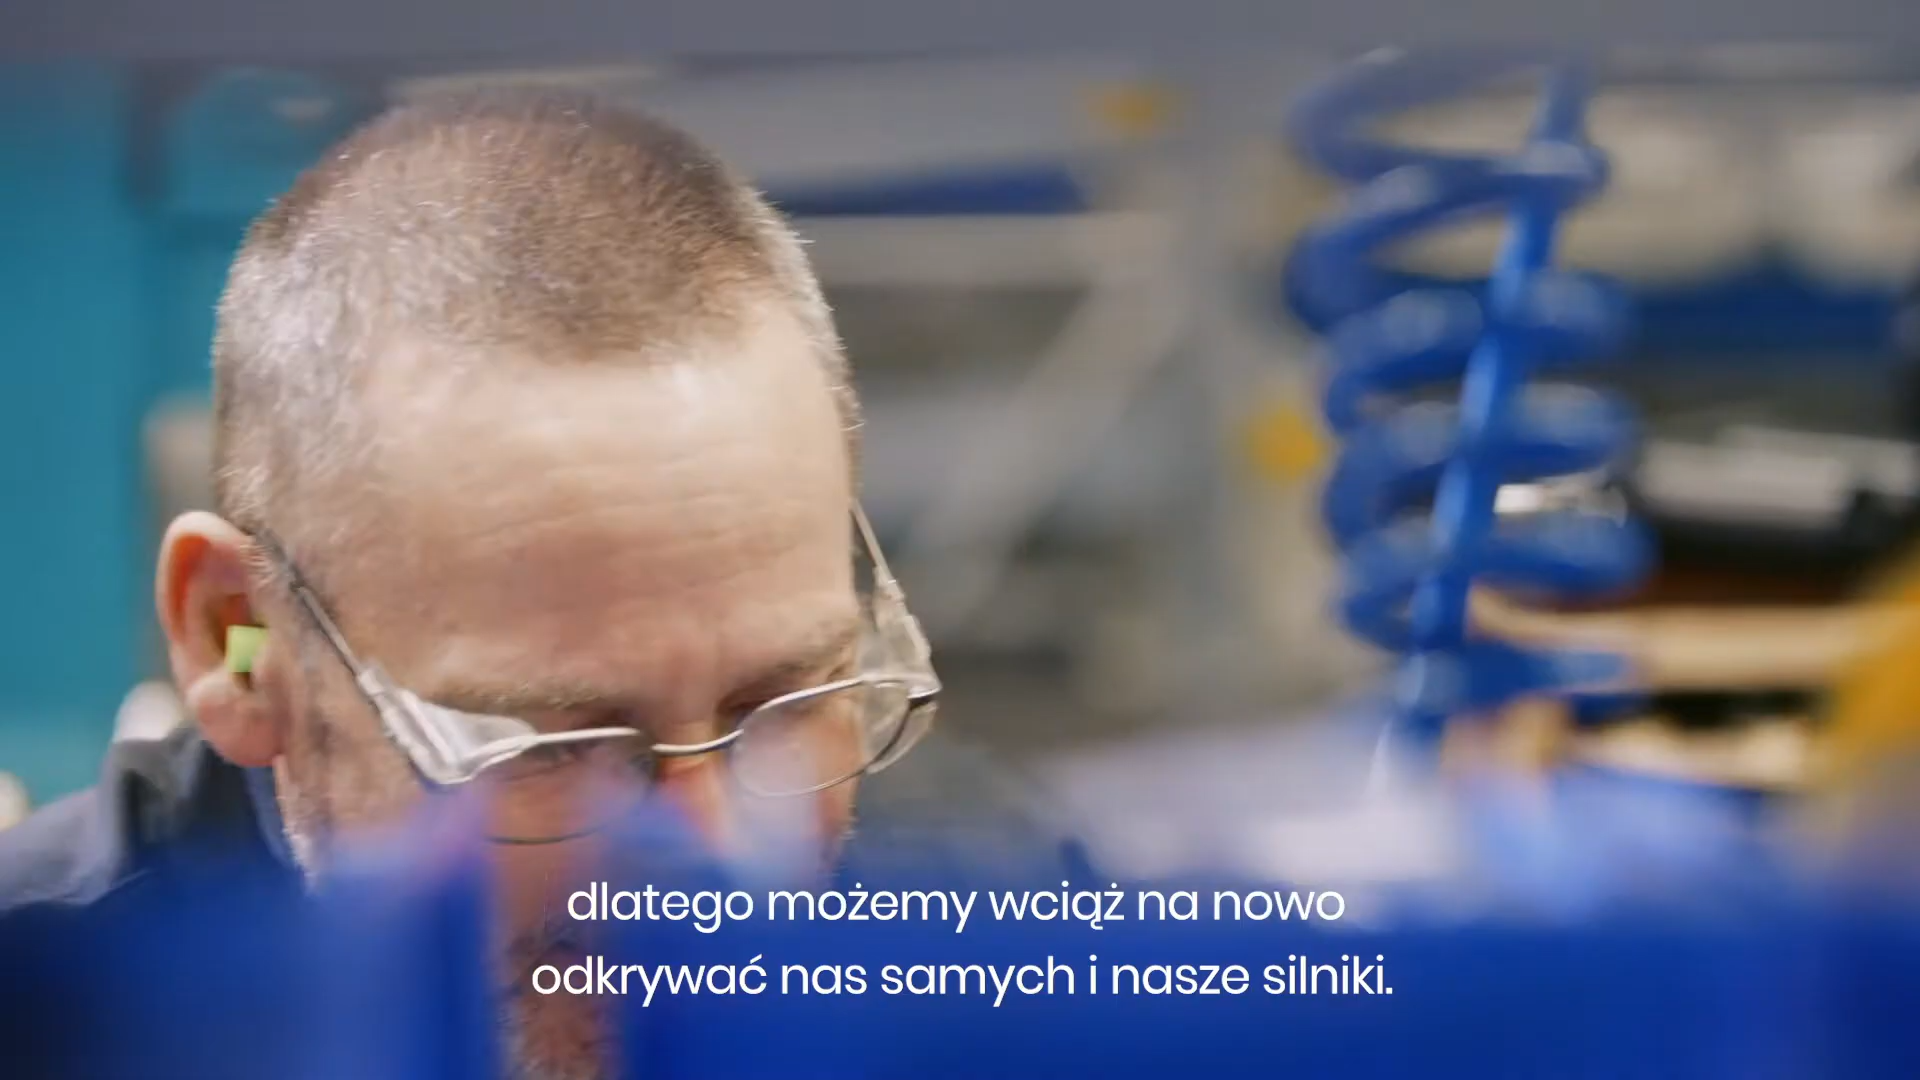 dlatego możemy wciąż na nowo
odkrywać nas samych i nasze silniki.